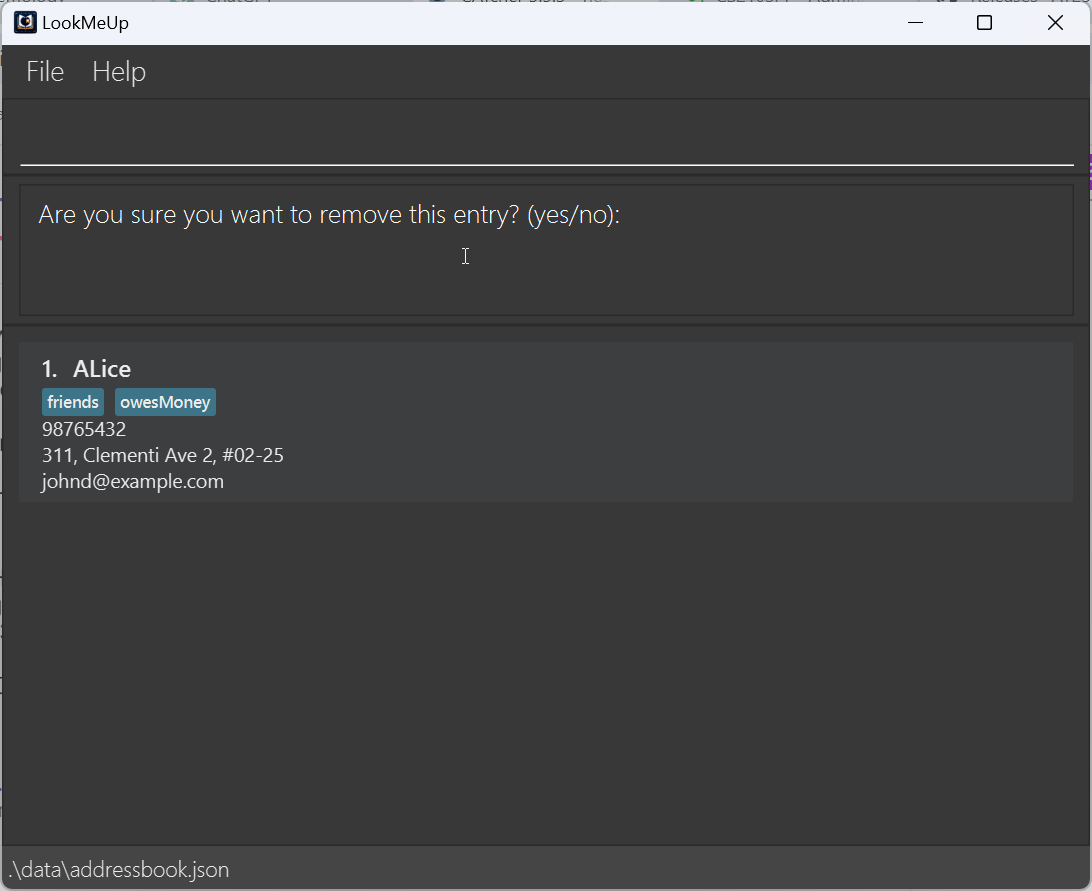 LookMeUp
File Help
Are you sure you want to remove this entry? (yes/no):
1. ALice
friends owesMoney
98765432
311, Clementi Ave 2, #02-25
johnd@example.com
.\data\addressbook.json